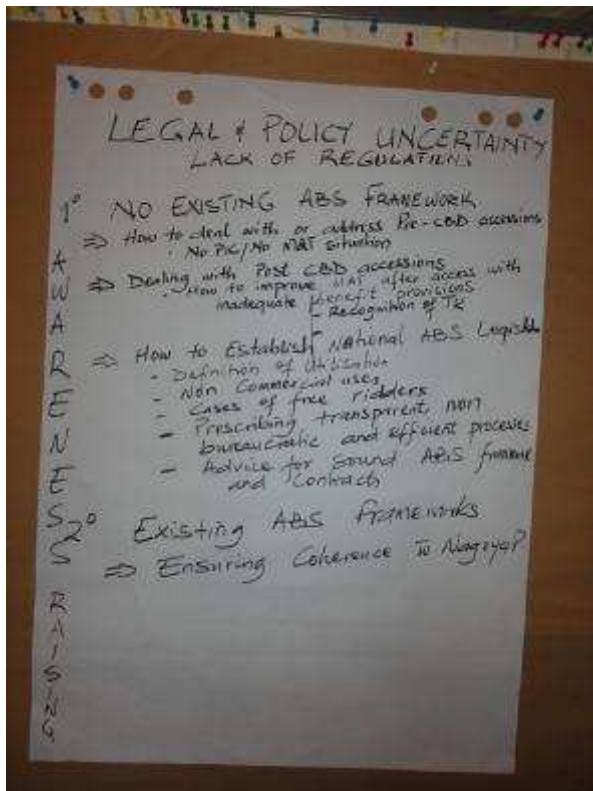 LEGAL & POLICY UNCERTAINTY
LACK OF REGULATIONS
1° NO EXISTING ABS FRAMEWORK
⇒ How to deal with or address Pre-CBD accessions
· No PIC/No MAT situation
⇒ Dealing with Post CBD accessions
- How to improve MAT after access with
inadequate benefit provisions
- Recognition of TK
⇒ How to Establish National ABS Legisl
- Definition of Utilisation
- Non Commercial uses
- Cases of free ridders
- Prescribing transparent, non
bureaucratic and efficient processes
- Advice for Sound ABS
and Contracts
2° Existing ABS frameworks
⇒ Ensuring Coherence to Nagoya P
AWARENESS RAISING